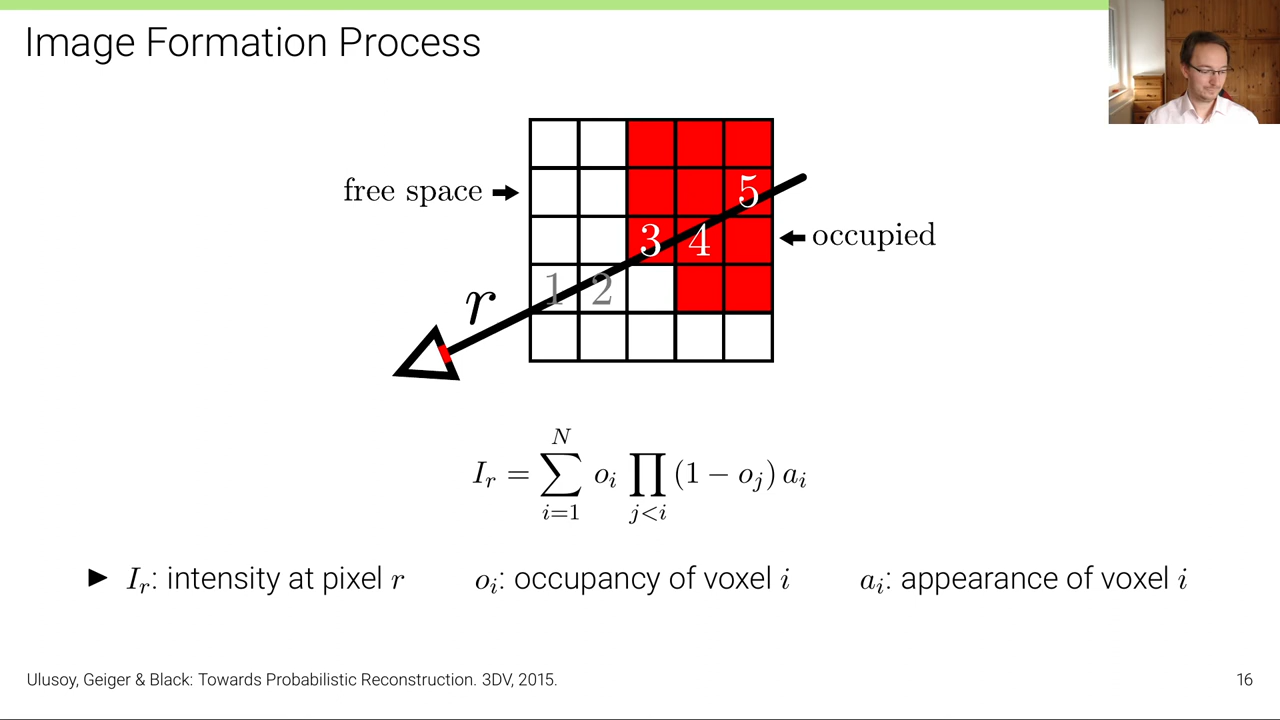 Image Formation Process
free space
occupied
5
3 4
1 2
r
I_r = \sum_{i=1}^{N} o_i \prod_{j<i} (1 - o_j) a_i
► I_r: intensity at pixel r o_i: occupancy of voxel i a_i: appearance of voxel i
Ulusoy, Geiger & Black: Towards Probabilistic Reconstruction. 3DV, 2015.
16